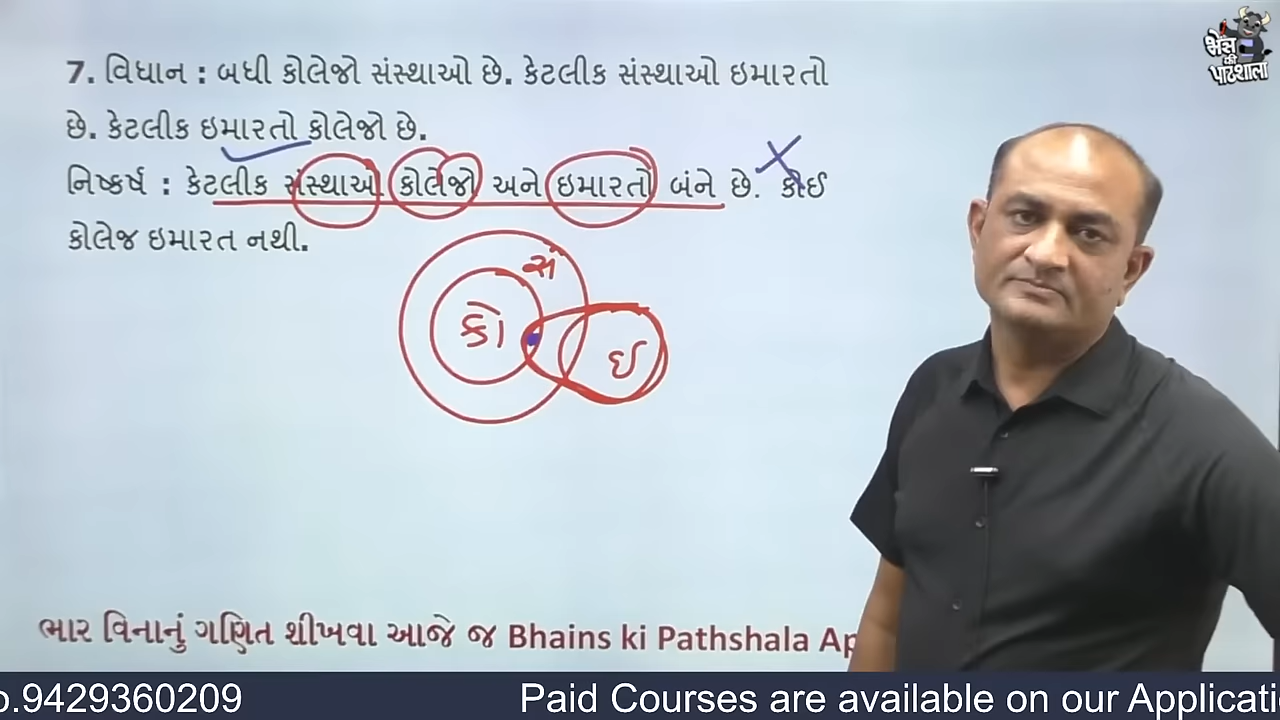 7. વિધાન : બધી કોલેજો સંસ્થાઓ છે. કેટલીક સંસ્થાઓ ઇમારતો
છે. કેટલીક ઇમારતો કોલેજો છે.
નિષ્કર્ષ : કેટલીક સંસ્થાઓ કોલેજો અને ઇમારતો બંને છે. કોઈ
કોલેજ ઇમારત નથી.
સં
કો
ઈ
ભાર વિનાનું ગણિત શીખવા આજે જ Bhains ki Pathshala Ap
o.9429360209 Paid Courses are available on our Applicati
भैंस
की
पाठशाला